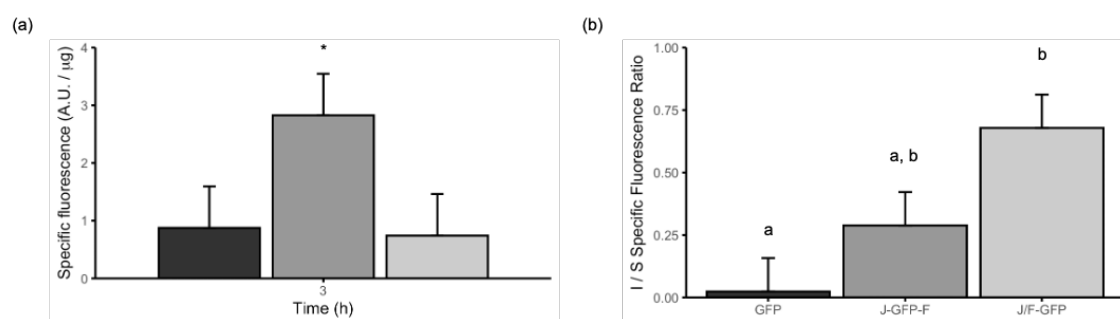 (a)
Specific fluorescence (A.U. / μg)
4
3
2
1
0
*
3
Time (h)
(b)
I / S Specific Fluorescence Ratio
1.00
0.75
0.50
0.25
0.00
a
a, b
b
GFP
J-GFP-F
J/F-GFP